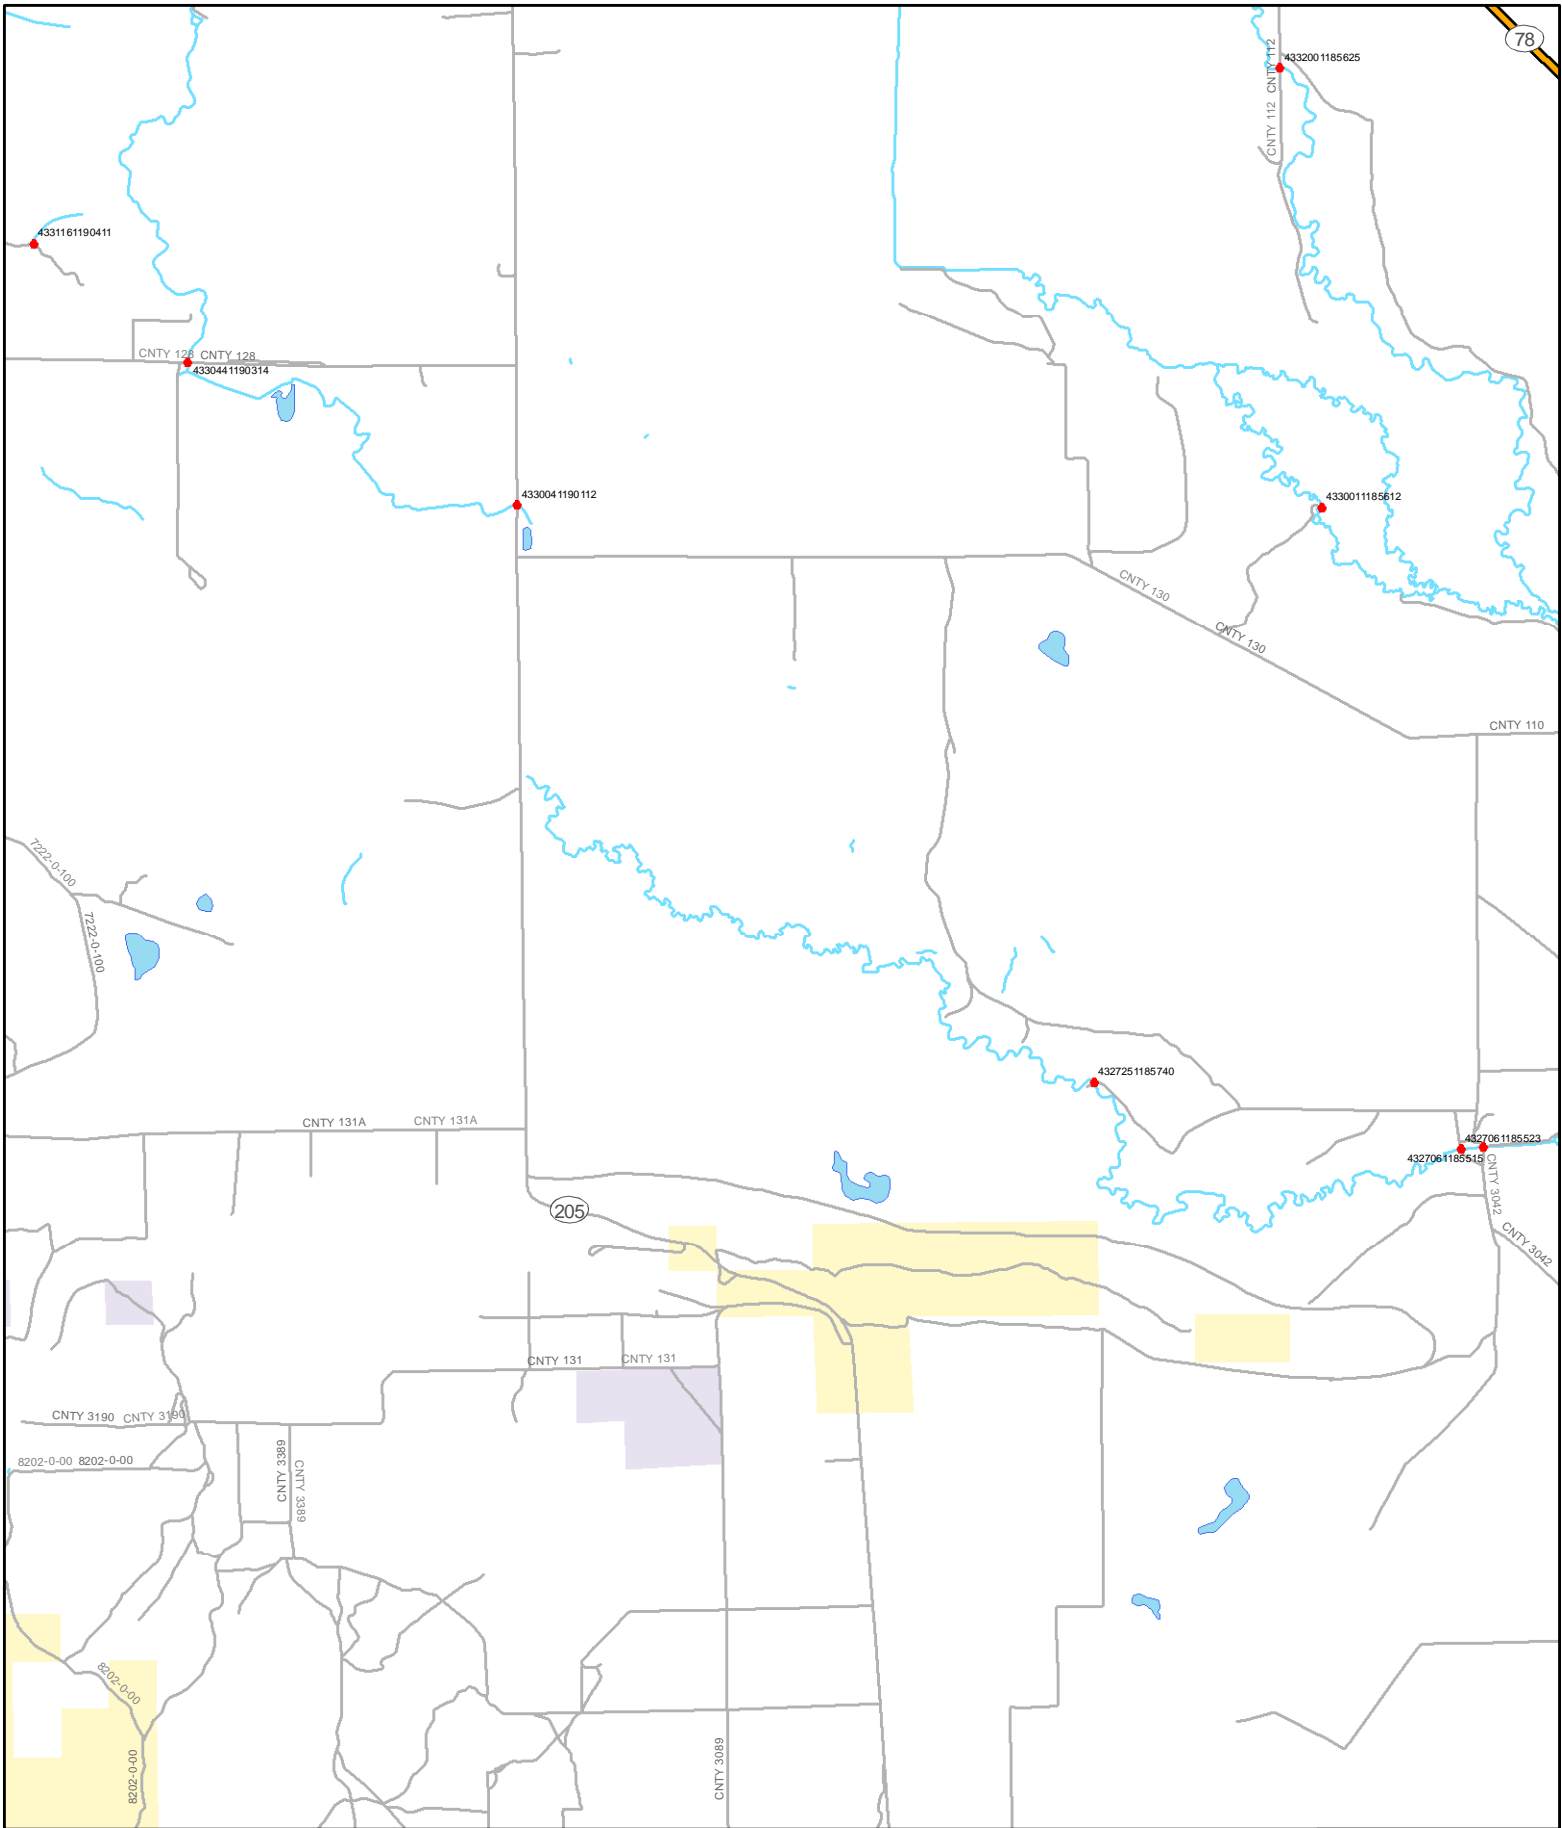 78
4332001185625
CNTY 112
CNTY 112
4331161190411
CNTY 128 CNTY 128
4330441190314
4330041190112
4330011185612
CNTY 130
CNTY 130
CNTY 110
7222-0-100
7222-0-100
4327251185740
CNTY 131A
CNTY 131A
4327061185523
4327061185515
CNTY 3042
CNTY 3042
205
CNTY 131
CNTY 131
CNTY 3190 CNTY 3190
8202-0-00 8202-0-00
CNTY 3389
CNTY 3389
8202-0-00
8202-0-00
CNTY 3089